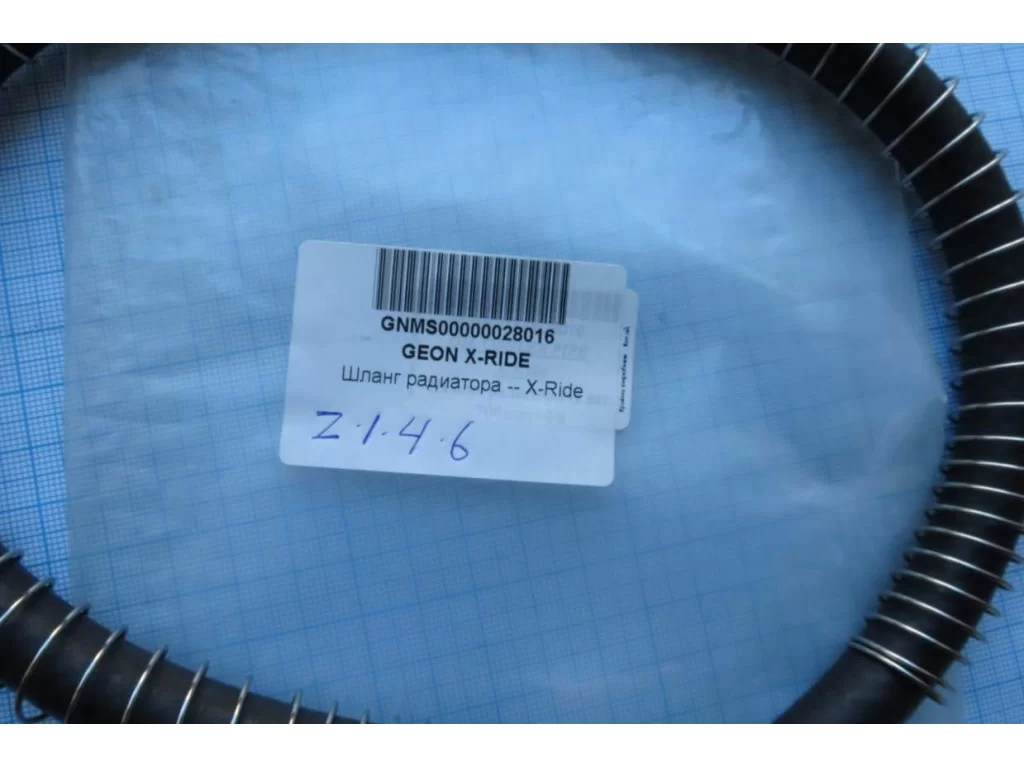 GNMS00000028016
GEON X-RIDE
Шланг радиатора -- X-Ride
Z.1.4.6